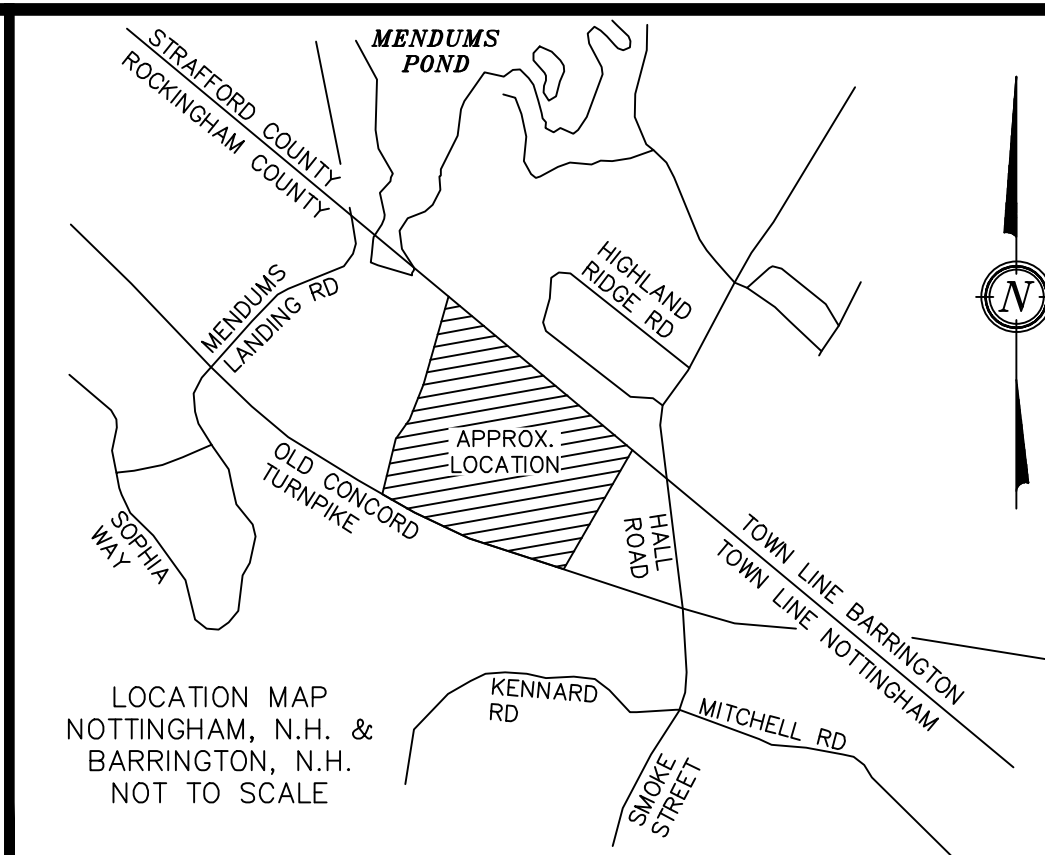 MENDUMS
POND
STRAFFORD COUNTY
ROCKINGHAM COUNTY
HIGHLAND
RIDGE RD
MENDUMS
LANDING RD
N
APPROX.
LOCATION
OLD CONCORD
TURNPIKE
SOPHIA
WAY
HALL
ROAD
TOWN LINE BARRINGTON
TOWN LINE NOTTINGHAM
KENNARD
RD
MITCHELL RD
SMOKE
STREET
LOCATION MAP
NOTTINGHAM, N.H. &
BARRINGTON, N.H.
NOT TO SCALE